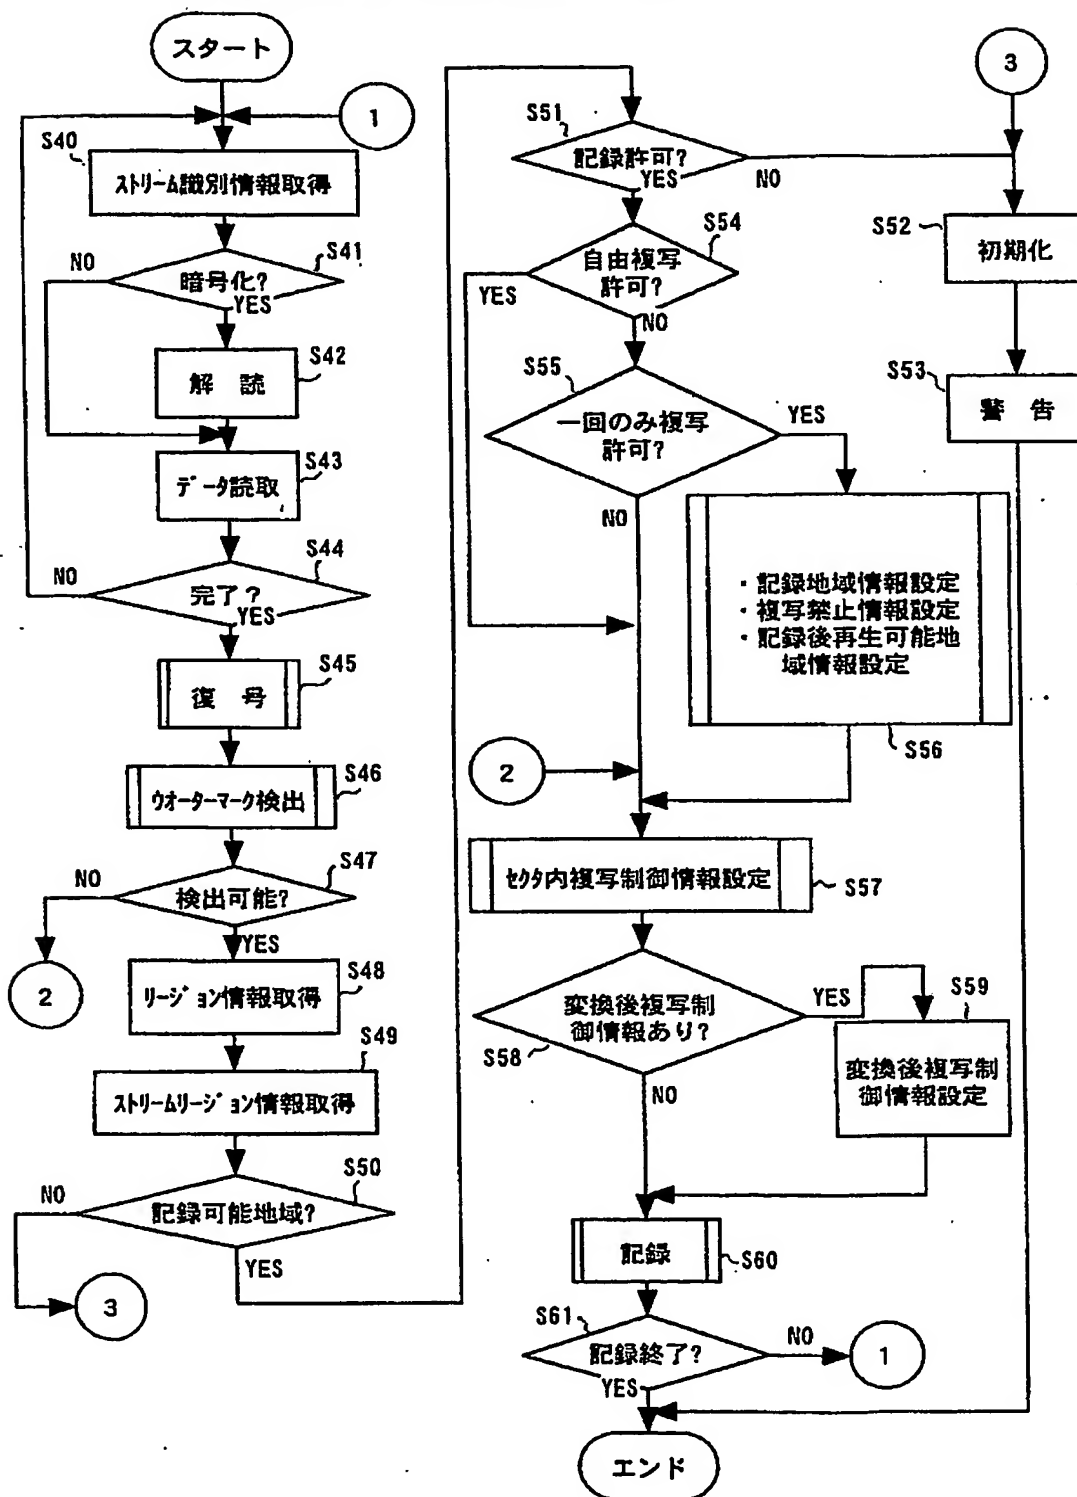 スタート
1
S40
ストリーム識別情報取得
S41
暗号化?
NO
YES
S42
解 読
S43
データ読取
S44
完了?
NO
YES
S45
復 号
S46
ウオーターマーク検出
S47
検出可能?
NO
YES
2
S48
リージョン情報取得
S49
ストリームリージョン情報取得
S50
記録可能地域?
NO
YES
3
3
S51
記録許可?
YES
NO
S52
初期化
S53
警 告
S54
自由複写
許可?
YES
NO
S55
一回のみ複写
許可?
YES
NO
・記録地域情報設定
・複写禁止情報設定
・記録後再生可能地
域情報設定
S56
2
セクタ内複写制御情報設定
S57
変換後複写制
御情報あり?
S58
YES
NO
S59
変換後複写制
御情報設定
記録
S60
S61
記録終了?
NO
YES
1
エンド